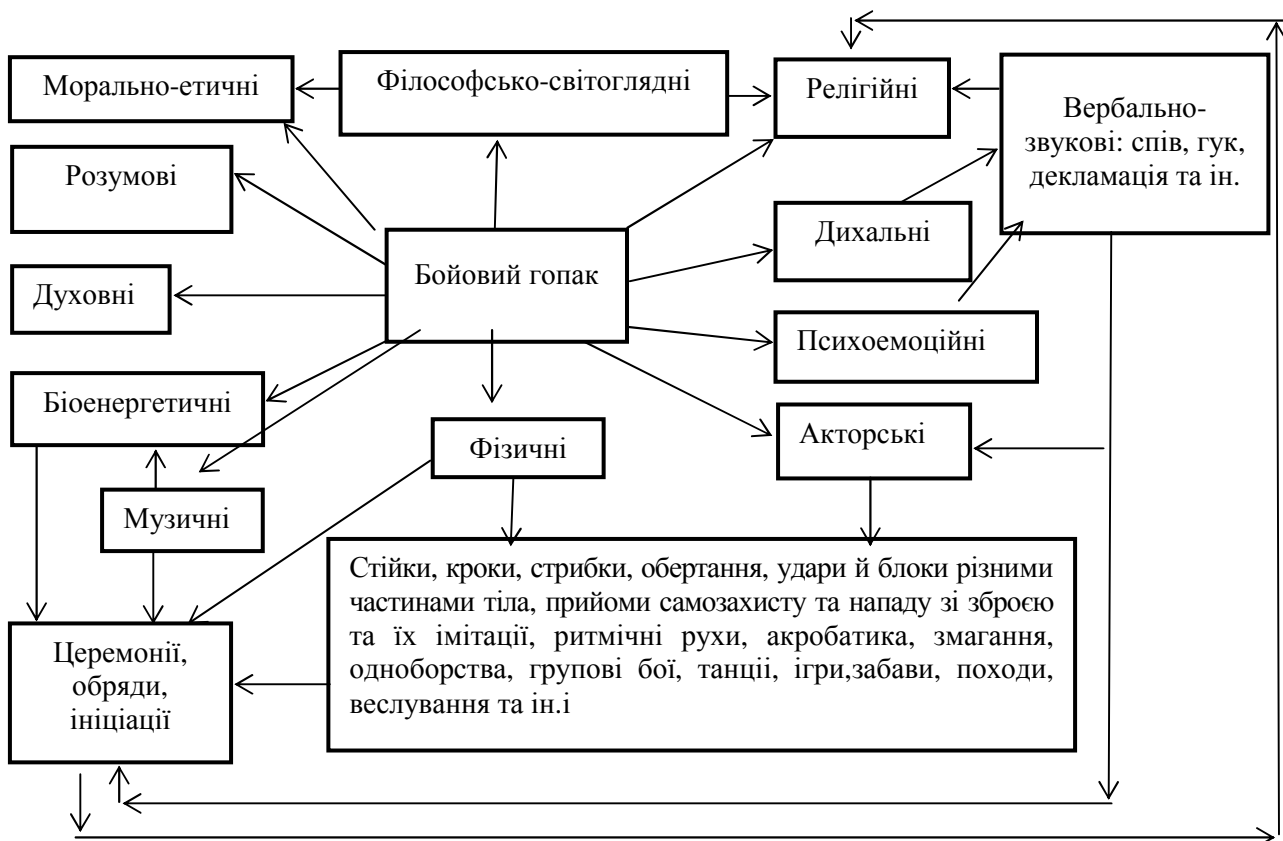 Морально-етичні
Філософсько-світоглядні
Релігійні
Вербально-
звукові: спів, гук,
декламація та ін.
Розумові
Дихальні
Бойовий гопак
Духовні
Психоемоційні
Біоенергетичні
Фізичні
Акторські
Музичні
Стійки, кроки, стрибки, обертання, удари й блоки різними
частинами тіла, прийоми самозахисту та нападу зі зброєю
та їх імітації, ритмічні рухи, акробатика, змагання,
одноборства, групові бої, танціі, ігри,забави, походи,
веслування та ін.і
Церемонії,
обряди,
ініціації